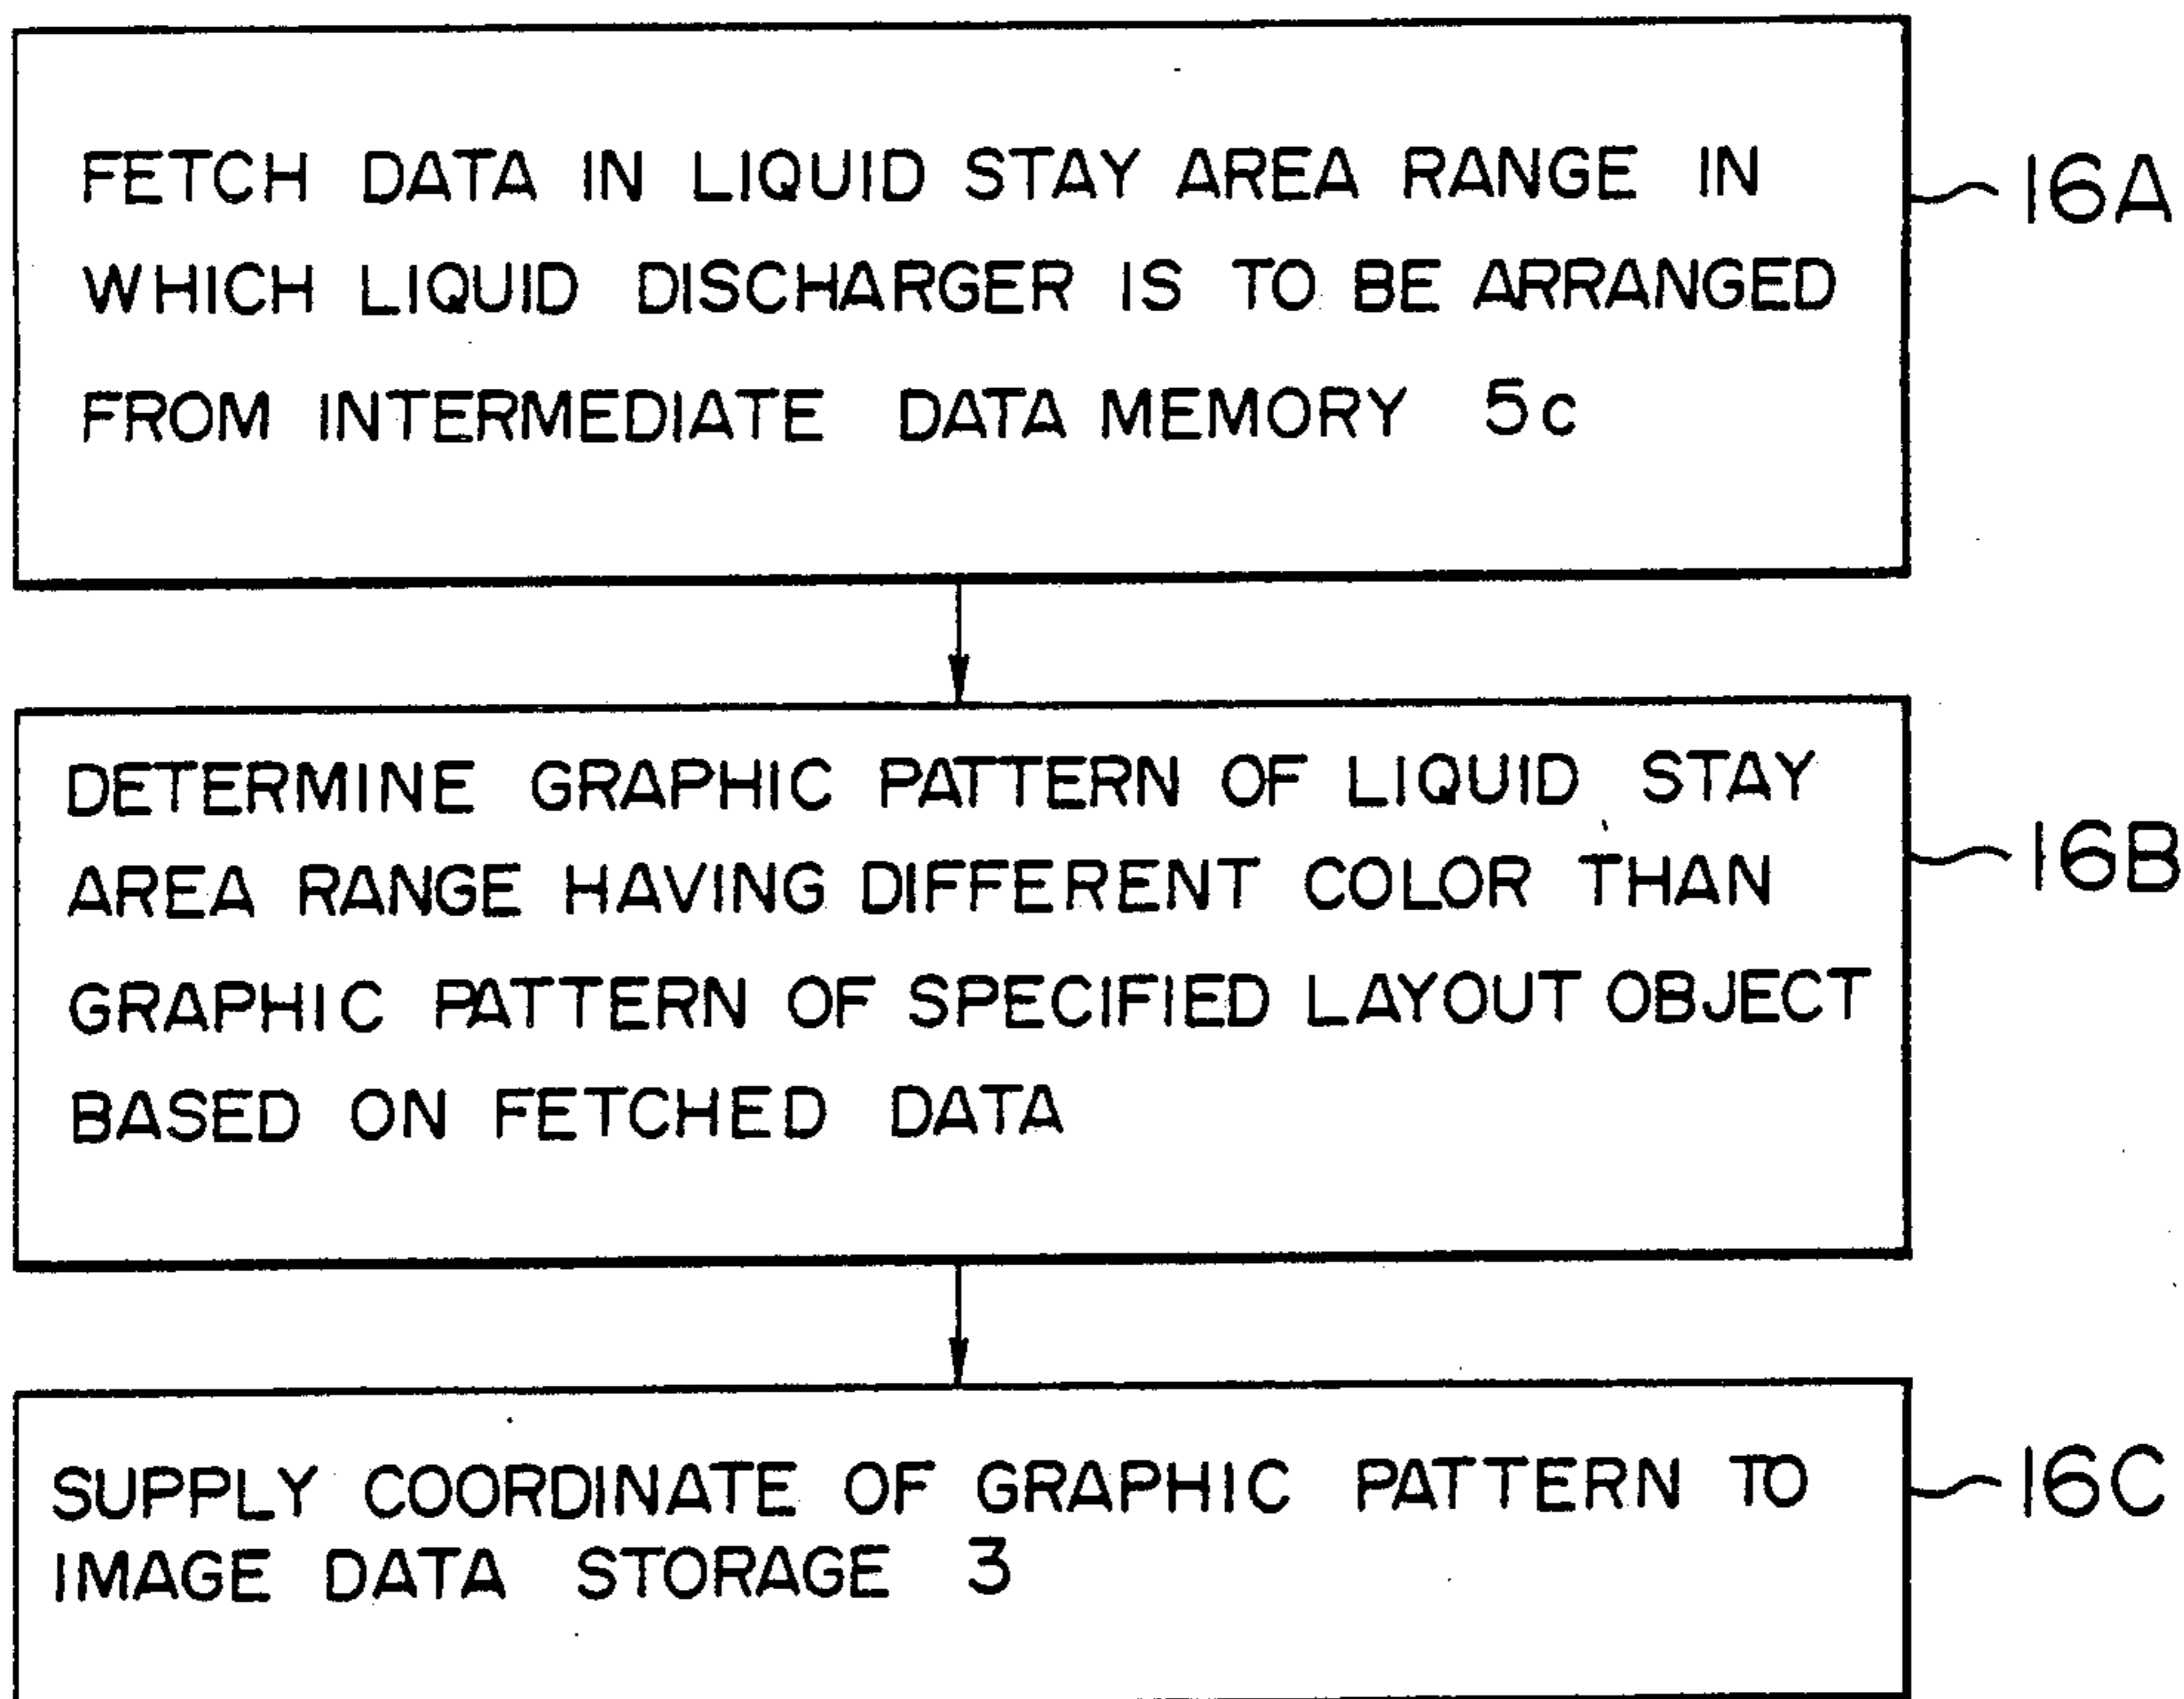 FETCH DATA IN LIQUID STAY AREA RANGE IN
WHICH LIQUID DISCHARGER IS TO BE ARRANGED
FROM INTERMEDIATE DATA MEMORY 5c
16A
DETERMINE GRAPHIC PATTERN OF LIQUID STAY
AREA RANGE HAVING DIFFERENT COLOR THAN
GRAPHIC PATTERN OF SPECIFIED LAYOUT OBJECT
BASED ON FETCHED DATA
16B
SUPPLY COORDINATE OF GRAPHIC PATTERN TO
IMAGE DATA STORAGE 3
16C